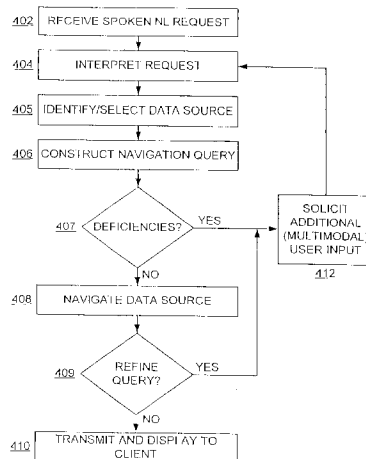 402 RECEIVE SPOKEN NL REQUEST
404 INTERPRET REQUEST
405 IDENTIFY/SELECT DATA SOURCE
406 CONSTRUCT NAVIGATION QUERY
407 DEFICIENCIES? YES
SOLICIT
ADDITIONAL
(MULTIMODAL)
USER INPUT
412
NO
408 NAVIGATE DATA SOURCE
409 REFINE
QUERY? YES
NO
410 TRANSMIT AND DISPLAY TO
CLIENT